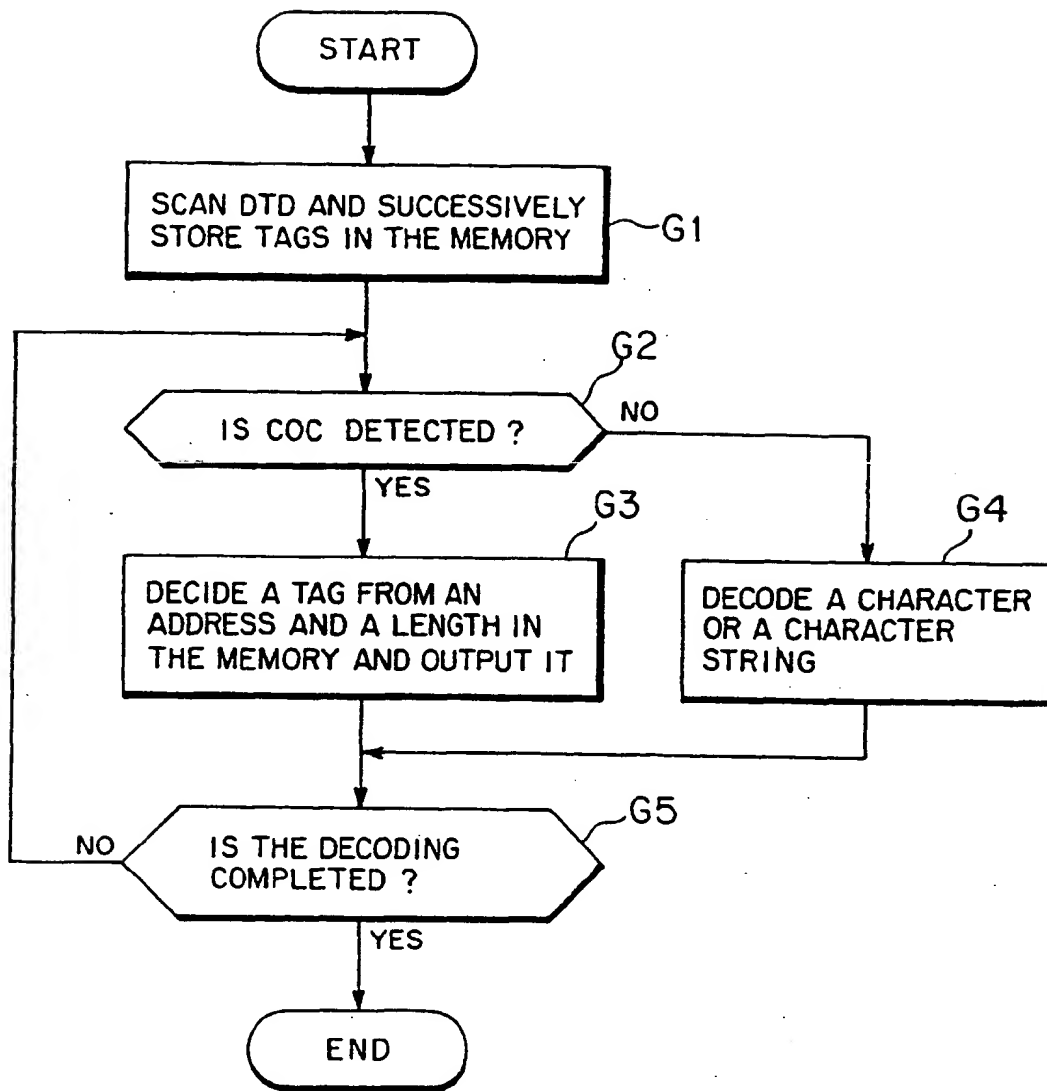 START
SCAN DTD AND SUCCESSIVELY
STORE TAGS IN THE MEMORY
G1
G2
IS COC DETECTED ?
NO
YES
G3
DECIDE A TAG FROM AN
ADDRESS AND A LENGTH IN
THE MEMORY AND OUTPUT IT
G4
DECODE A CHARACTER
OR A CHARACTER
STRING
G5
IS THE DECODING
COMPLETED ?
NO
YES
END